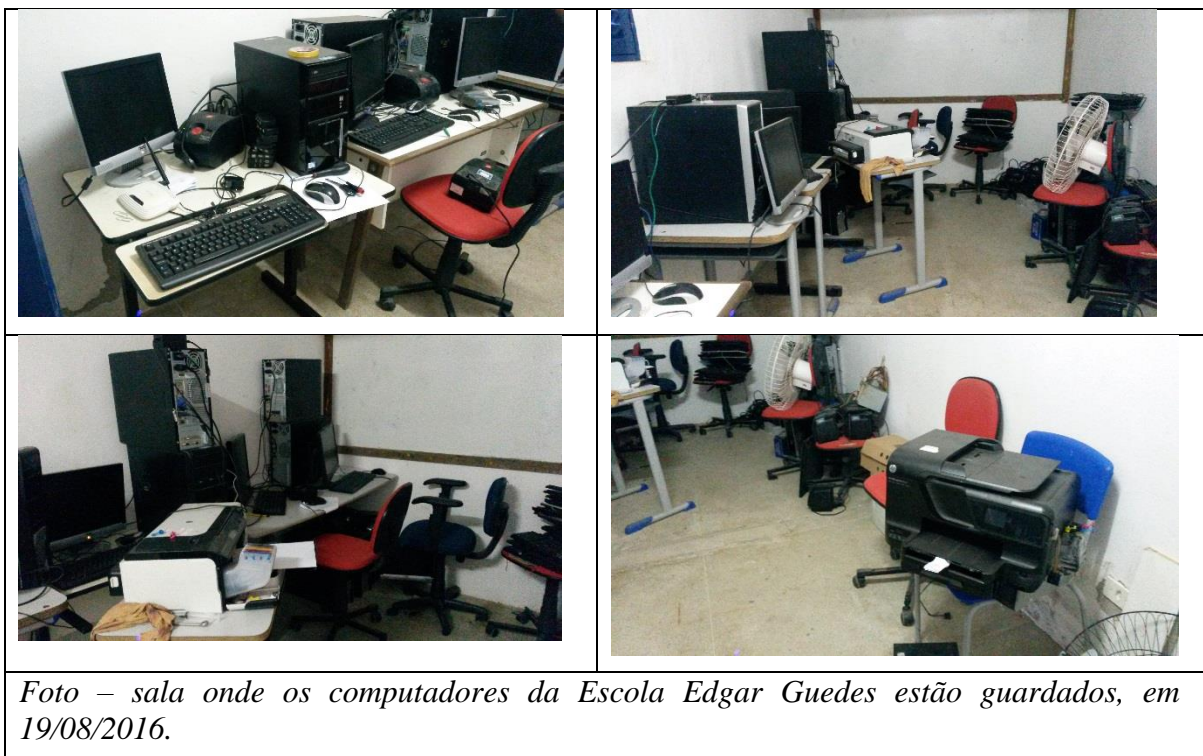 Foto – sala onde os computadores da Escola Edgar Guedes estão guardados, em
19/08/2016.